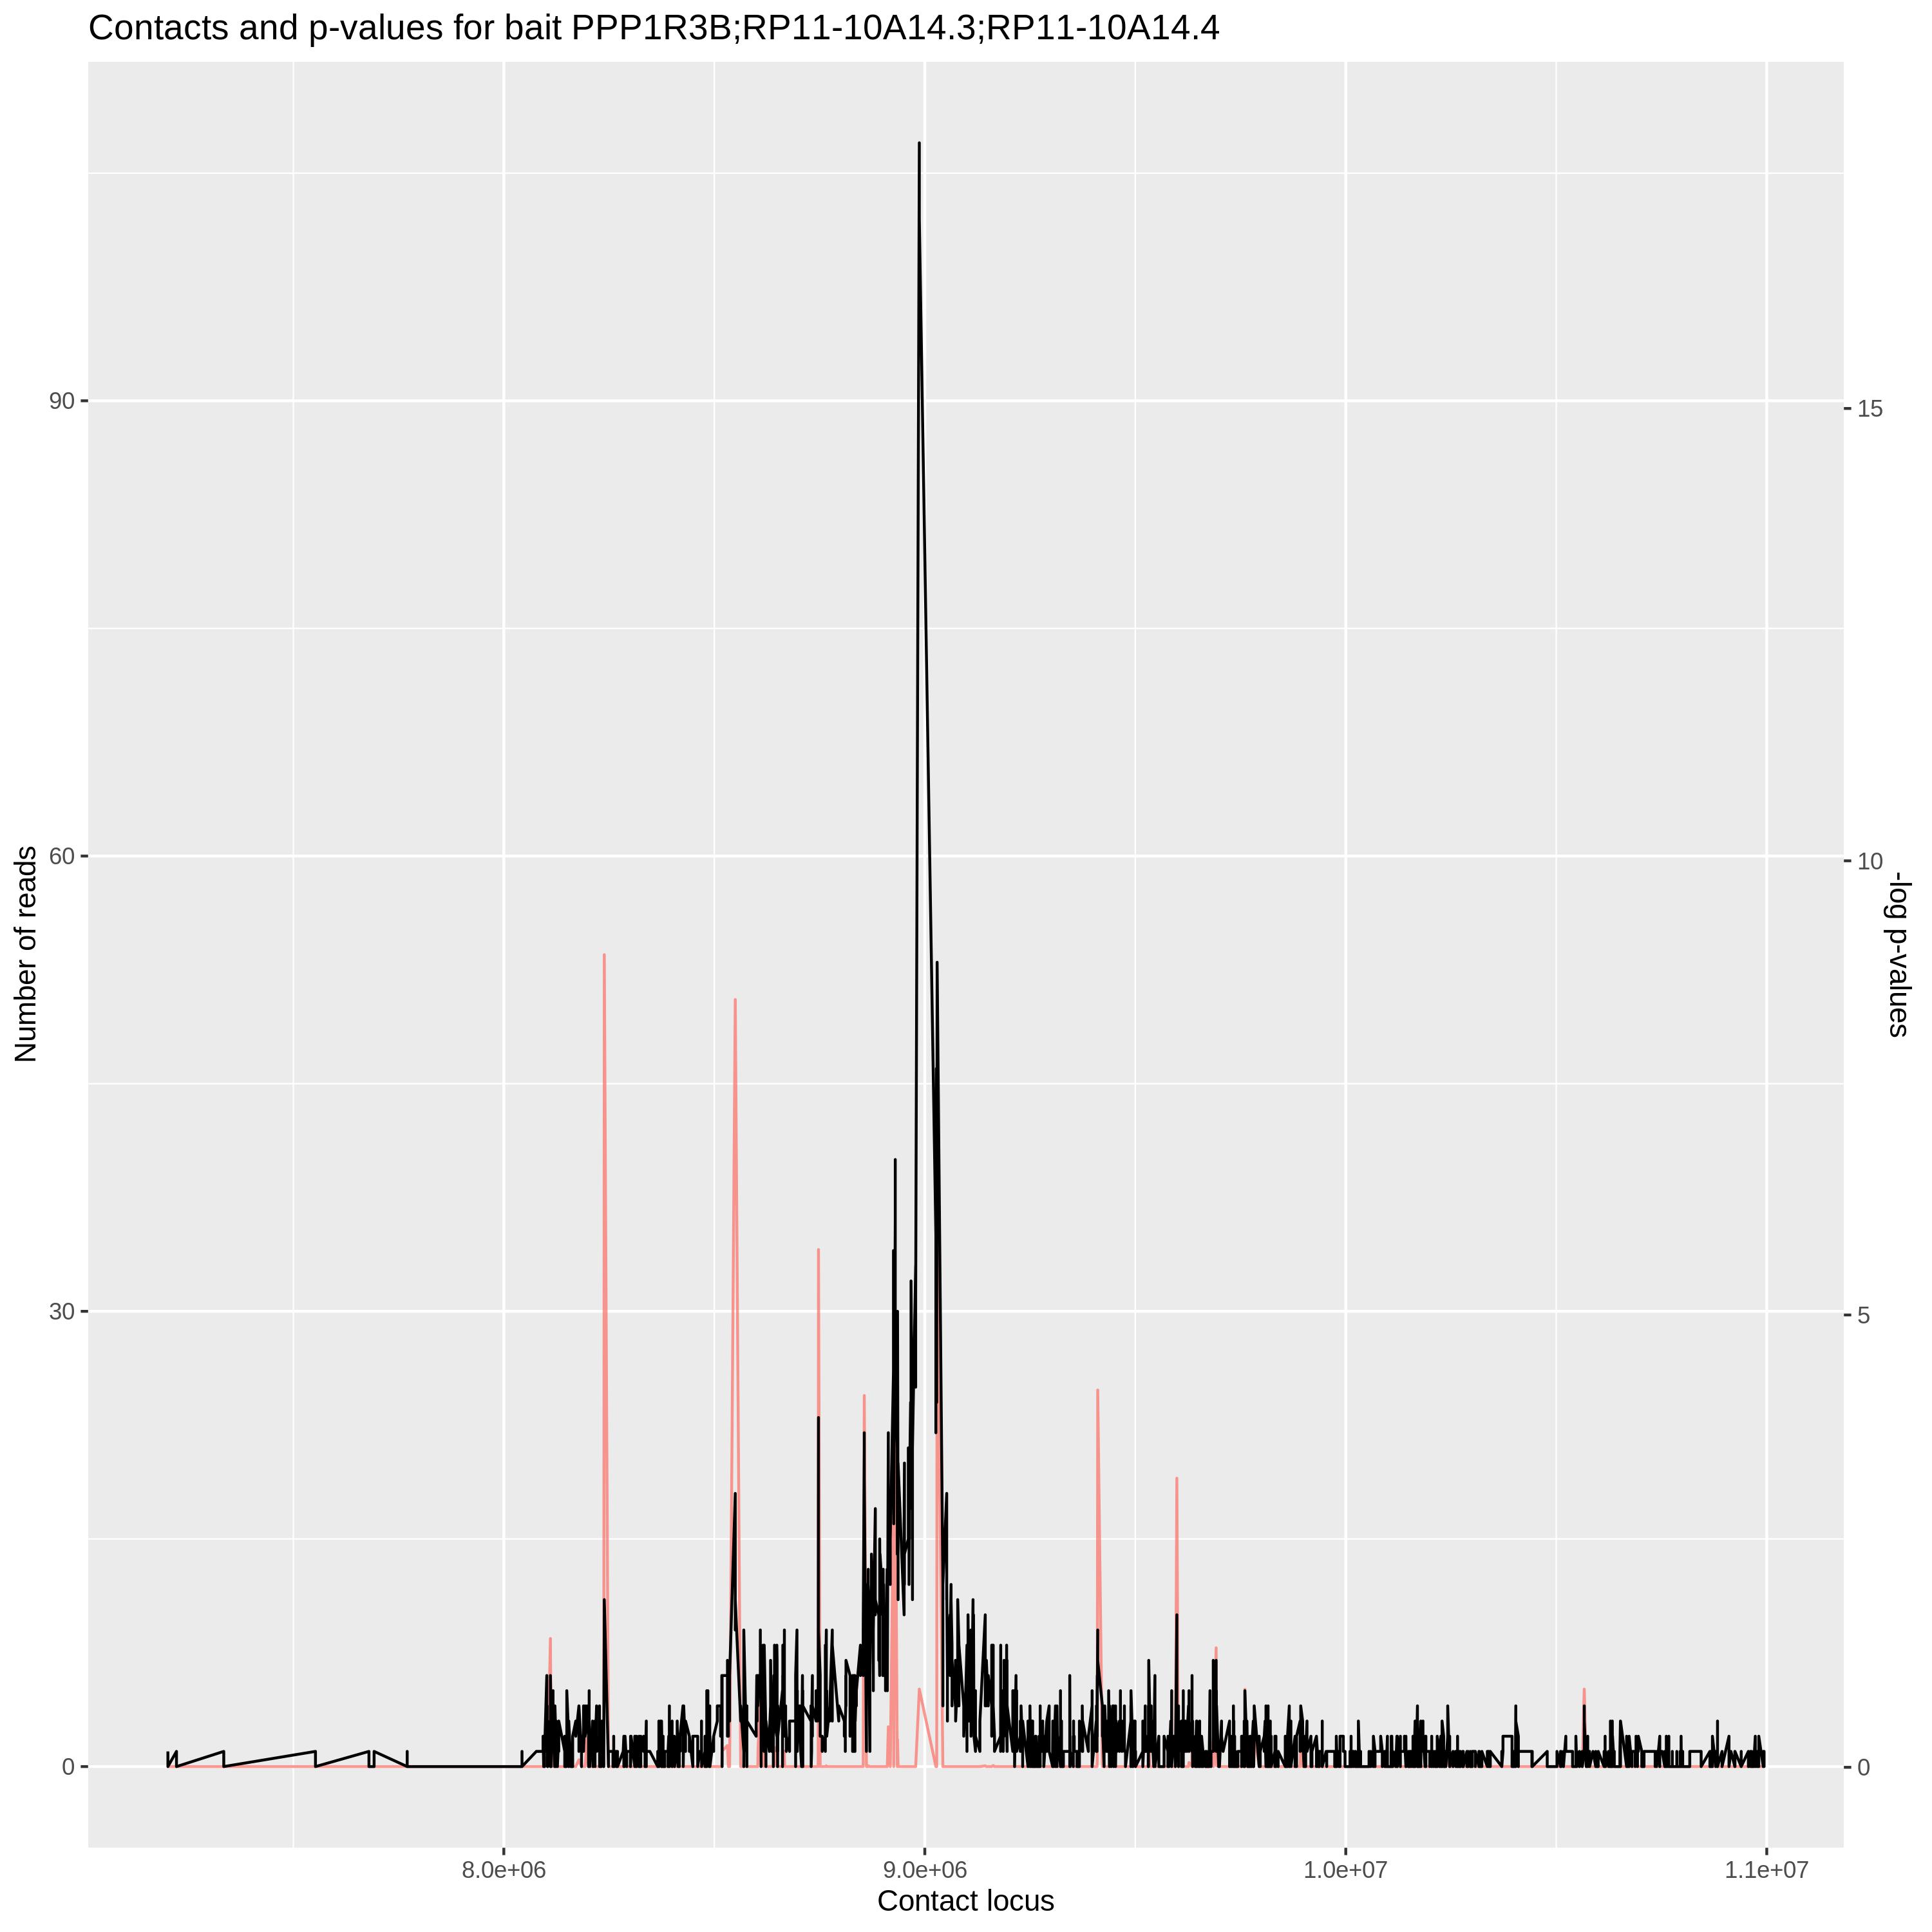 Contacts and p-values for bait PPP1R3B;RP11-10A14.3;RP11-10A14.4
Number of reads
90
60
30
0
15
10
5
0
-log p-values
8.0e+06
9.0e+06
1.0e+07
1.1e+07
Contact locus